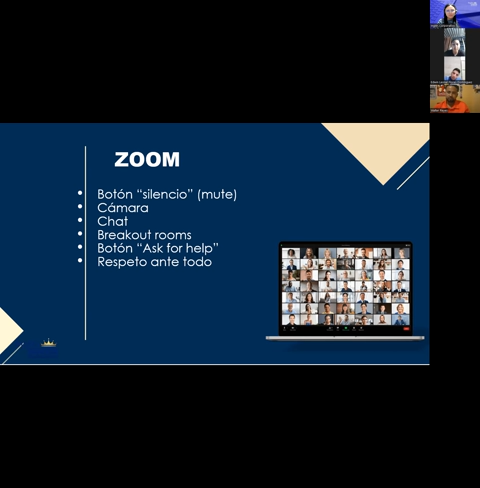 ZOOM
Botón “silencio” (mute)
Cámara
Chat
Breakout rooms
Botón “Ask for help”
Respeto ante todo